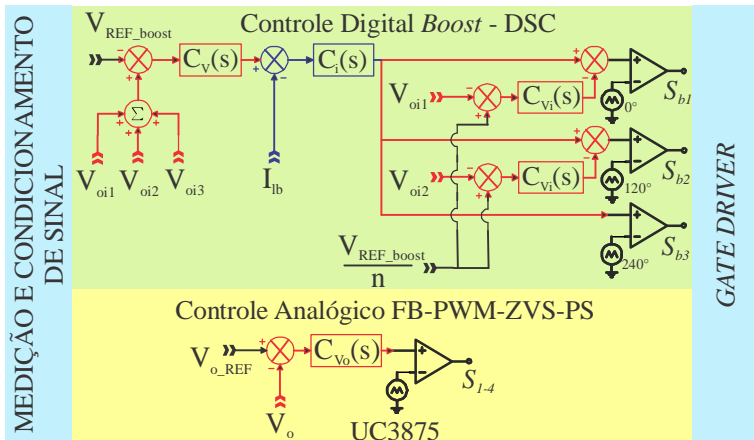 MEDIÇÃO E CONDICIONAMENTO DE SINAL
Controle Digital Boost - DSC
V_REF_boost
-
+
C_V(s)
+
-
C_i(s)
Σ
+
+
+
V_oi1
V_oi2
V_oi3
I_lb
V_oi1
-
+
C_Vi(s)
+
-
+
-
0°
S_b1
V_oi2
-
+
C_Vi(s)
+
-
+
-
120°
S_b2
+
-
240°
S_b3
V_REF_boost
n
GATE DRIVER
Controle Analógico FB-PWM-ZVS-PS
V_o_REF
+
-
C_Vo(s)
+
-
S_1-4
V_o
UC3875